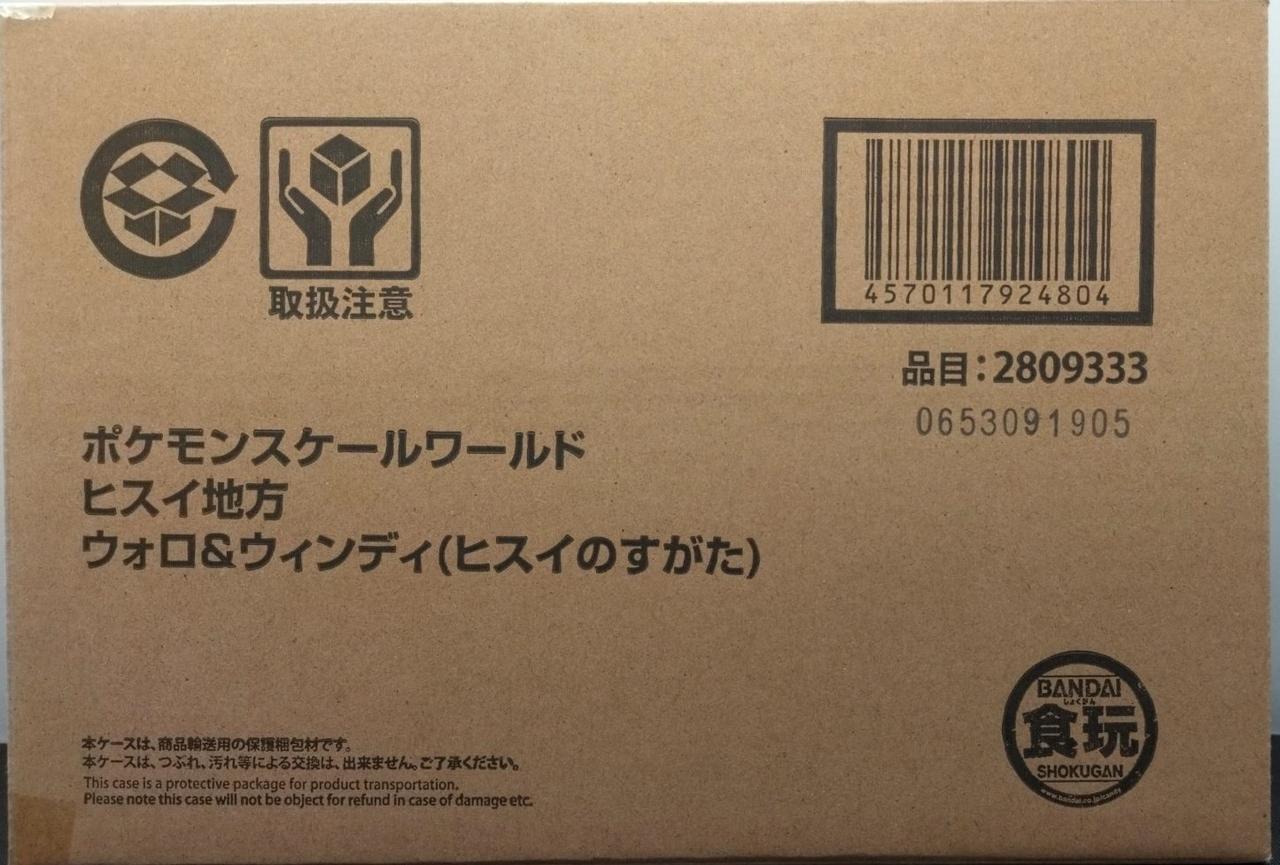 取扱注意
4570117924804
品目：2809333
0653091905
ポケモンスケールワールド
ヒスイ地方
ウォロ&ウィンディ(ヒスイのすがた)
本ケースは、商品輸送用の保護梱包材です。
本ケースは、つぶれ、汚れ等による交換は、出来ません。ご了承ください。
This case is a protective package for product transportation.
Please note this case will not be object for refund in case of damage etc.
BANDAI
しょくがん
食玩
SHOKUGAN
www.bandai.co.jp/candy